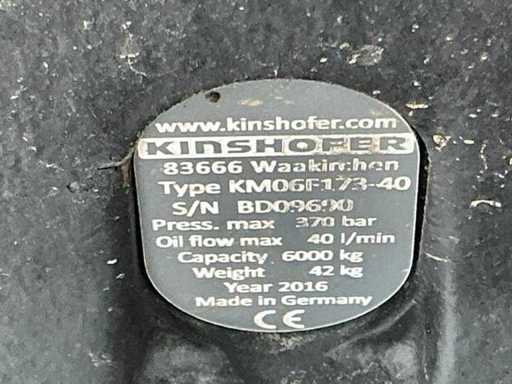 www.kinshofer.com
KINSHOFER
83666 Waakirchen
Type KM06F173-40
S/N BD09690
Press. max 370 bar
Oil flow max 40 l/min
Capacity 6000 kg
Weight 42 kg
Year 2016
Made in Germany
CE